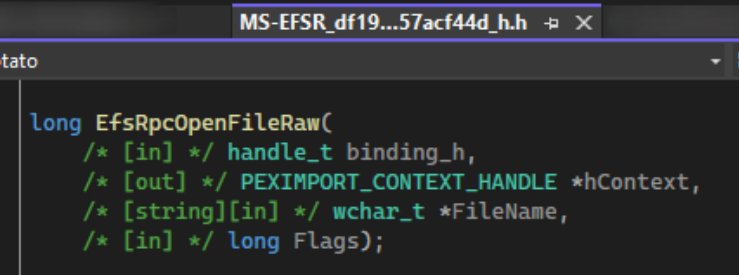 MS-EFSR_df19...57acf44d_h.h
tato
long EfsRpcOpenFileRaw(
/* [in] */ handle_t binding_h,
/* [out] */ PEXIMPORT_CONTEXT_HANDLE *hContext,
/* [string][in] */ wchar_t *FileName,
/* [in] */ long Flags);